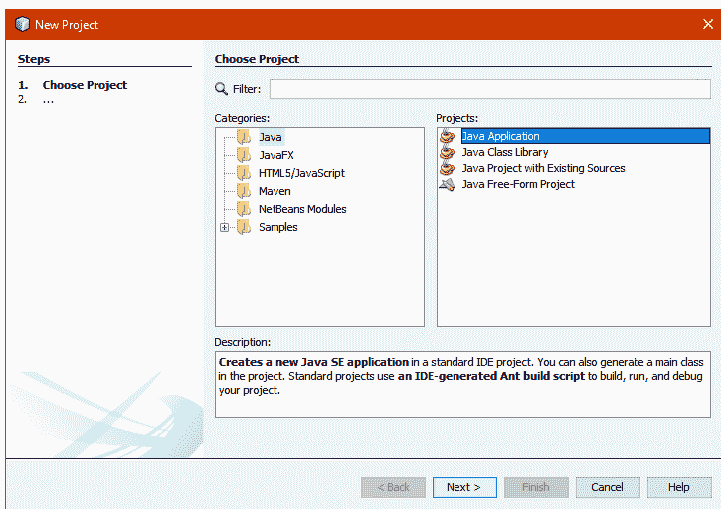 New Project
Steps
1. Choose Project
2. ...
Choose Project
Filter:
Categories:
Java
JavaFX
HTML5/JavaScript
Maven
NetBeans Modules
Samples
Projects:
Java Application
Java Class Library
Java Project with Existing Sources
Java Free-Form Project
Description:
Creates a new Java SE application in a standard IDE project. You can also generate a main class
in the project. Standard projects use an IDE-generated Ant build script to build, run, and debug
your project.
< Back
Next >
Finish
Cancel
Help